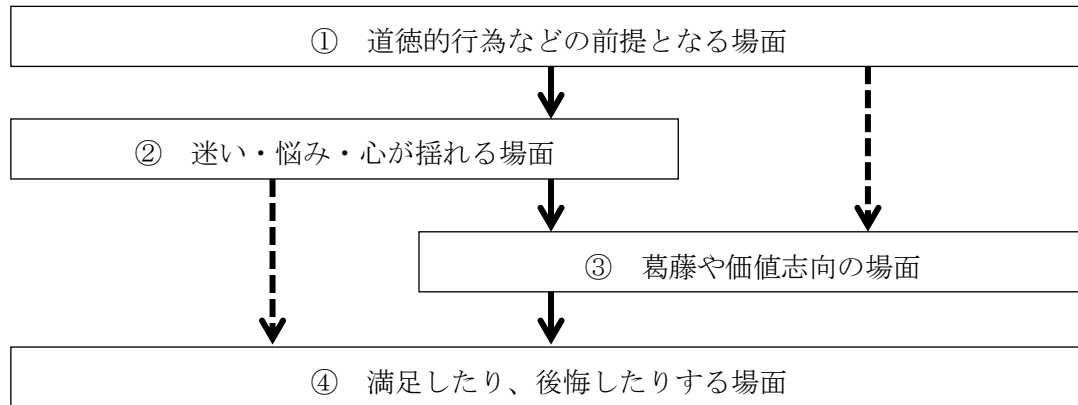 ① 道徳的行為などの前提となる場面
② 迷い・悩み・心が揺れる場面
③ 葛藤や価値志向の場面
④ 満足したり、後悔したりする場面